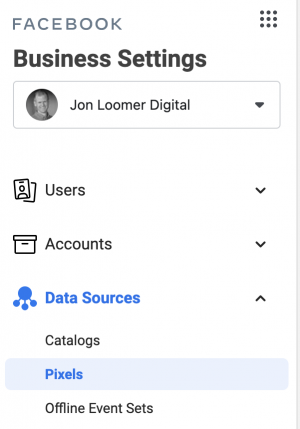 FACEBOOK
Business Settings
Jon Loomer Digital
Users
Accounts
Data Sources
Catalogs
Pixels
Offline Event Sets